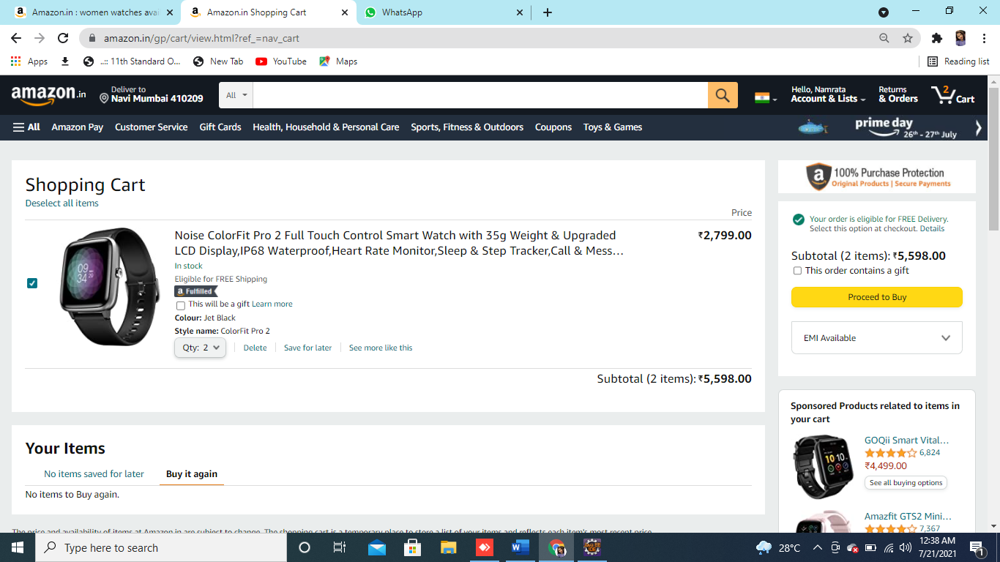 Amazon.in : women watches avai
Amazon.in Shopping Cart
WhatsApp
amazon.in/gp/cart/view.html?ref_=nav_cart
Apps
..:: 11th Standard O...
New Tab
YouTube
Maps
Reading list
amazon.in
Deliver to
Navi Mumbai 410209
All
Hello, Namrata
Account & Lists
Returns
& Orders
2
Cart
All
Amazon Pay
Customer Service
Gift Cards
Health, Household & Personal Care
Sports, Fitness & Outdoors
Coupons
Toys & Games
prime day
26th - 27th July
Shopping Cart
Deselect all items
Price
Noise ColorFit Pro 2 Full Touch Control Smart Watch with 35g Weight & Upgraded
LCD Display,IP68 Waterproof,Heart Rate Monitor,Sleep & Step Tracker,Call & Mess…
₹2,799.00
In stock
Eligible for FREE Shipping
a Fulfilled
This will be a gift Learn more
Colour: Jet Black
Style name: ColorFit Pro 2
Qty: 2
Delete
Save for later
See more like this
Subtotal (2 items): ₹5,598.00
100% Purchase Protection
Original Products | Secure Payments
Your order is eligible for FREE Delivery.
Select this option at checkout. Details
Subtotal (2 items): ₹5,598.00
This order contains a gift
Proceed to Buy
EMI Available
Your Items
No items saved for later
Buy it again
No items to Buy again.
Sponsored Products related to items in
your cart
GOQii Smart Vital…
6,824
₹4,499.00
See all buying options
Amazfit GTS2 Mini…
7,367
The price and availability of items at Amazon.in are subject to change. The shopping cart is a temporary place to store a list of your items and reflects each item's most recent price.
Type here to search
28°C
12:38 AM
7/21/2021
1